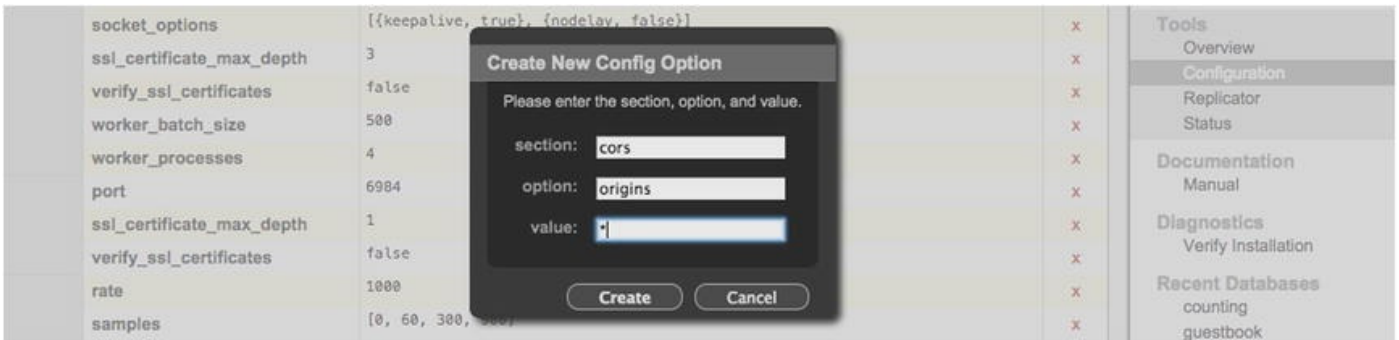 socket_options [{keepalive, true}, {nodelay, false}] x
ssl_certificate_max_depth 3 x
verify_ssl_certificates false x
worker_batch_size 500 x
worker_processes 4 x
port 6984 x
ssl_certificate_max_depth 1 x
verify_ssl_certificates false x
rate 1000 x
samples [0, 60, 300, x
Create New Config Option
Please enter the section, option, and value.
section: cors
option: origins
value: *
Create Cancel
Tools
Overview
Configuration
Replicator
Status
Documentation
Manual
Diagnostics
Verify Installation
Recent Databases
counting
guestbook